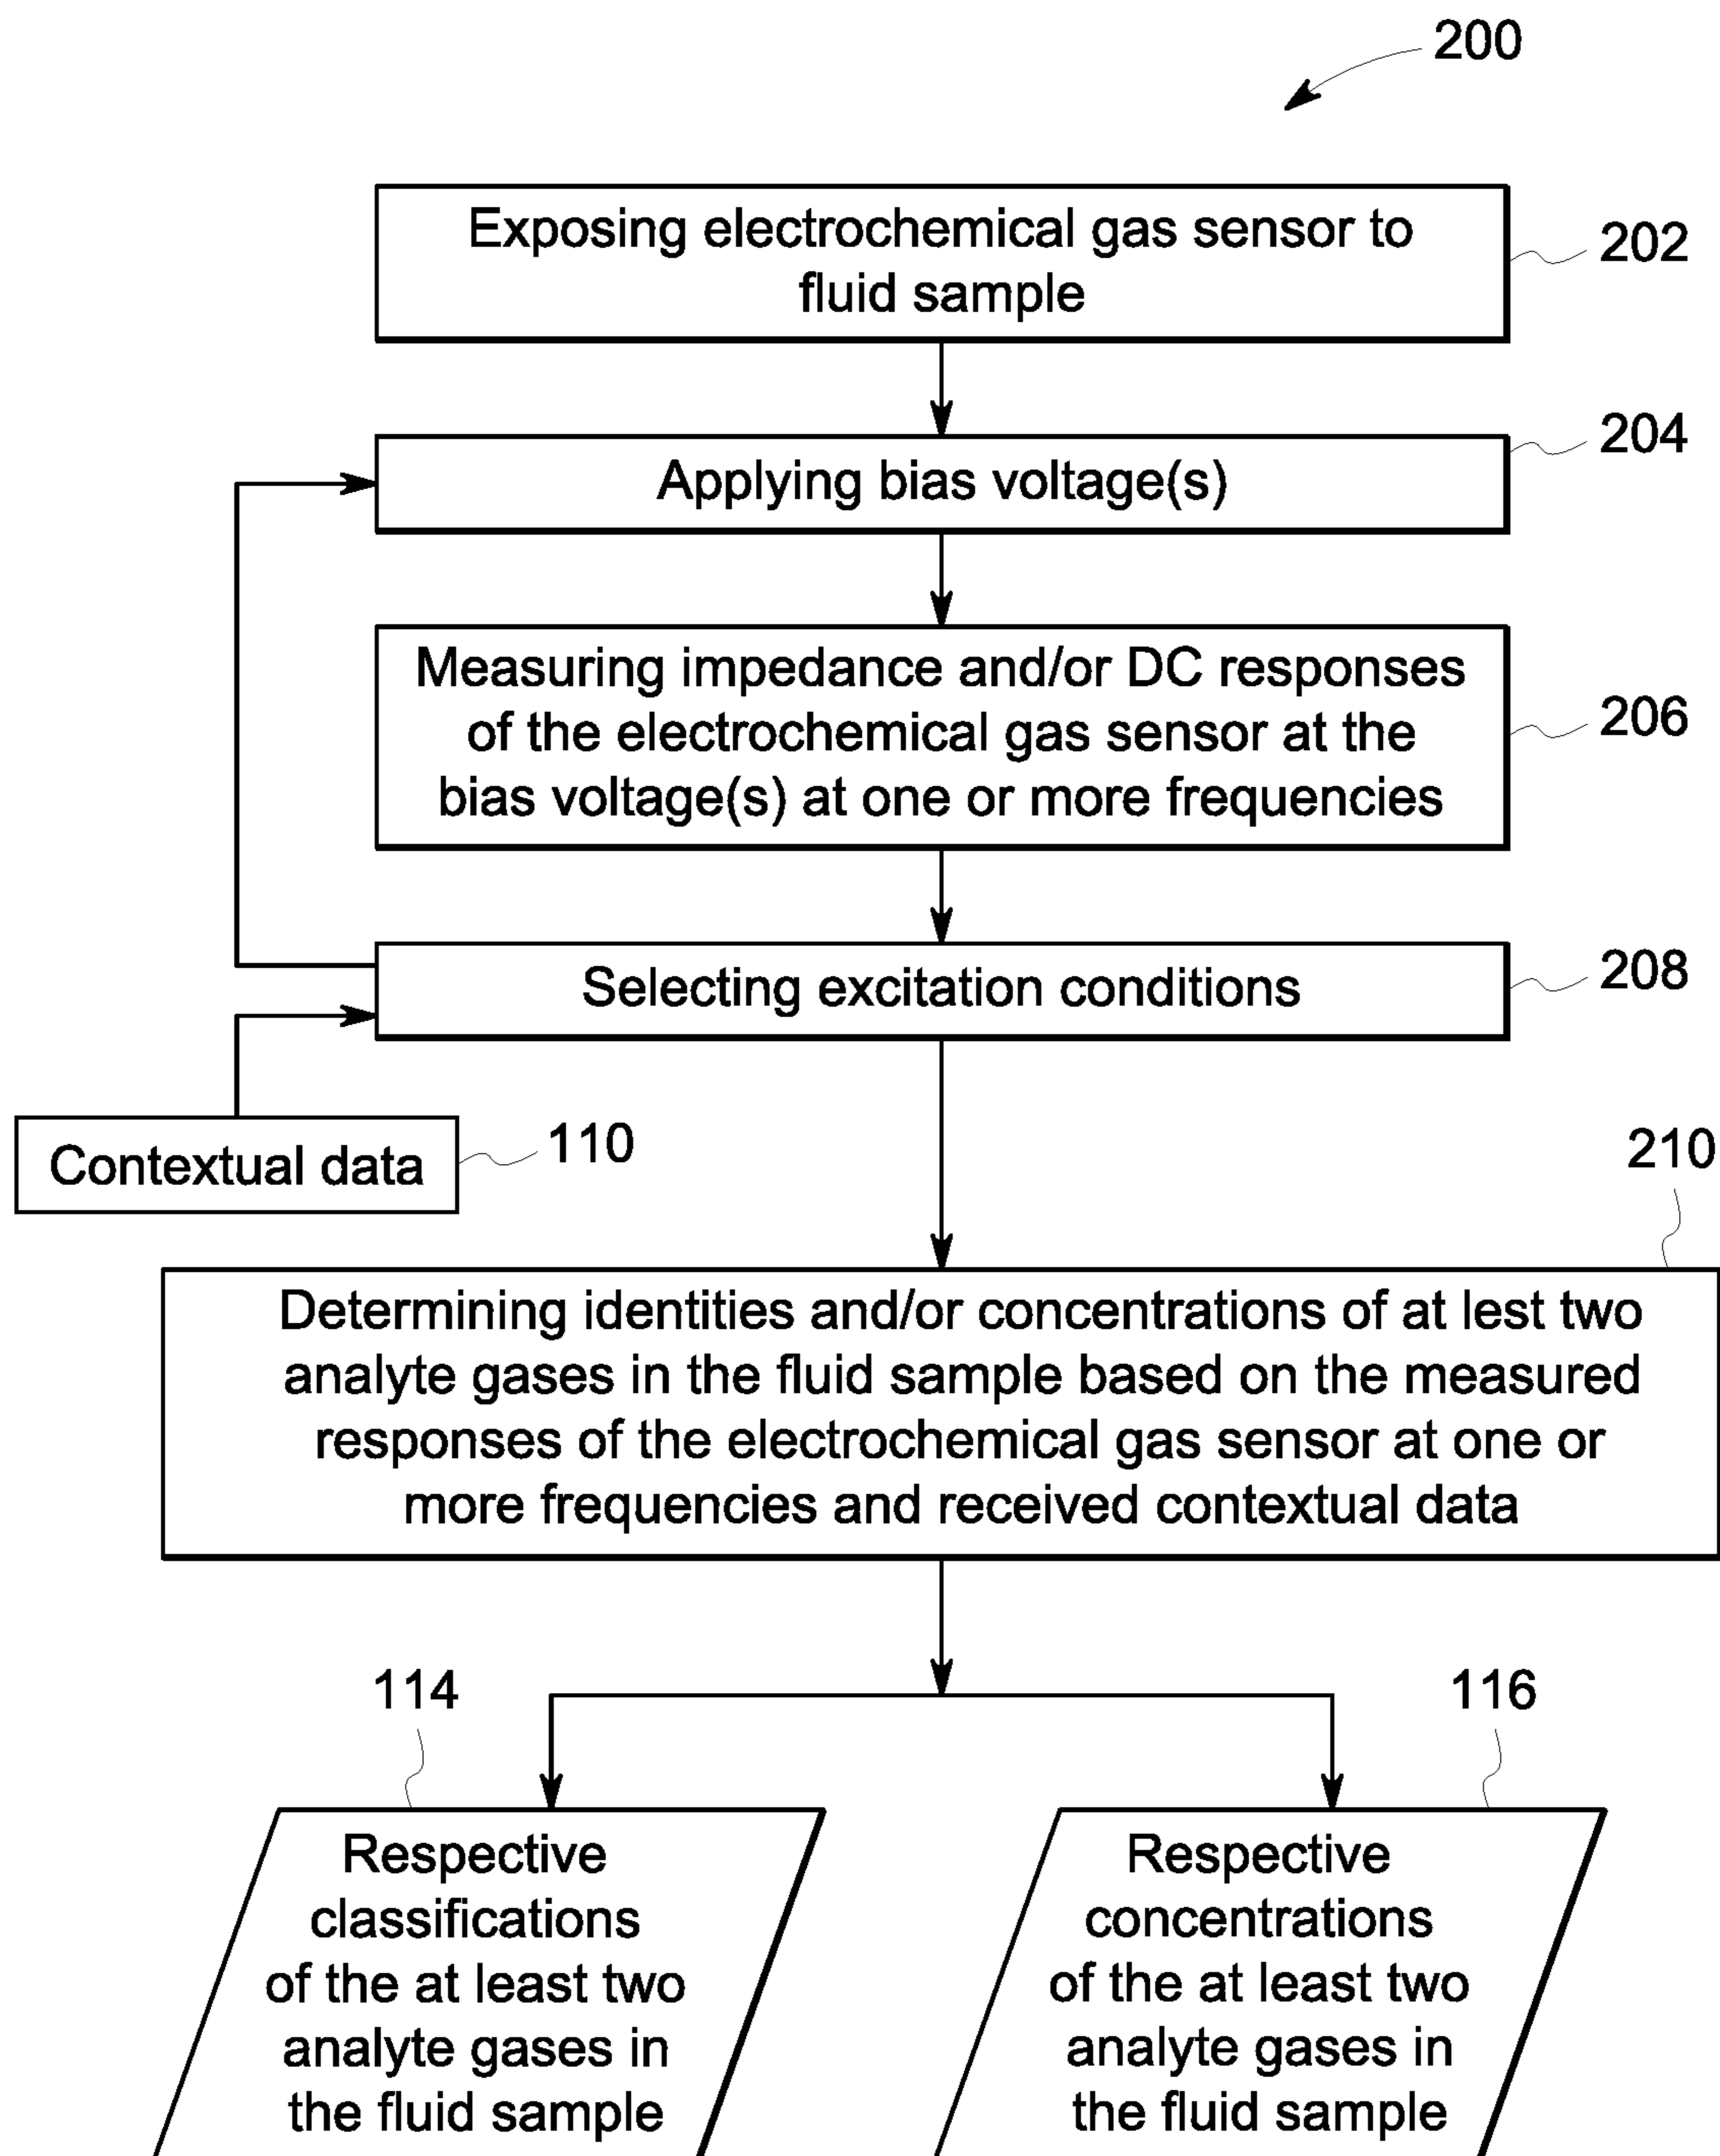 200
Exposing electrochemical gas sensor to
fluid sample
202
Applying bias voltage(s)
204
Measuring impedance and/or DC responses
of the electrochemical gas sensor at the
bias voltage(s) at one or more frequencies
206
Selecting excitation conditions
208
Contextual data
110
210
Determining identities and/or concentrations of at lest two
analyte gases in the fluid sample based on the measured
responses of the electrochemical gas sensor at one or
more frequencies and received contextual data
114
Respective
classifications
of the at least two
analyte gases in
the fluid sample
116
Respective
concentrations
of the at least two
analyte gases in
the fluid sample